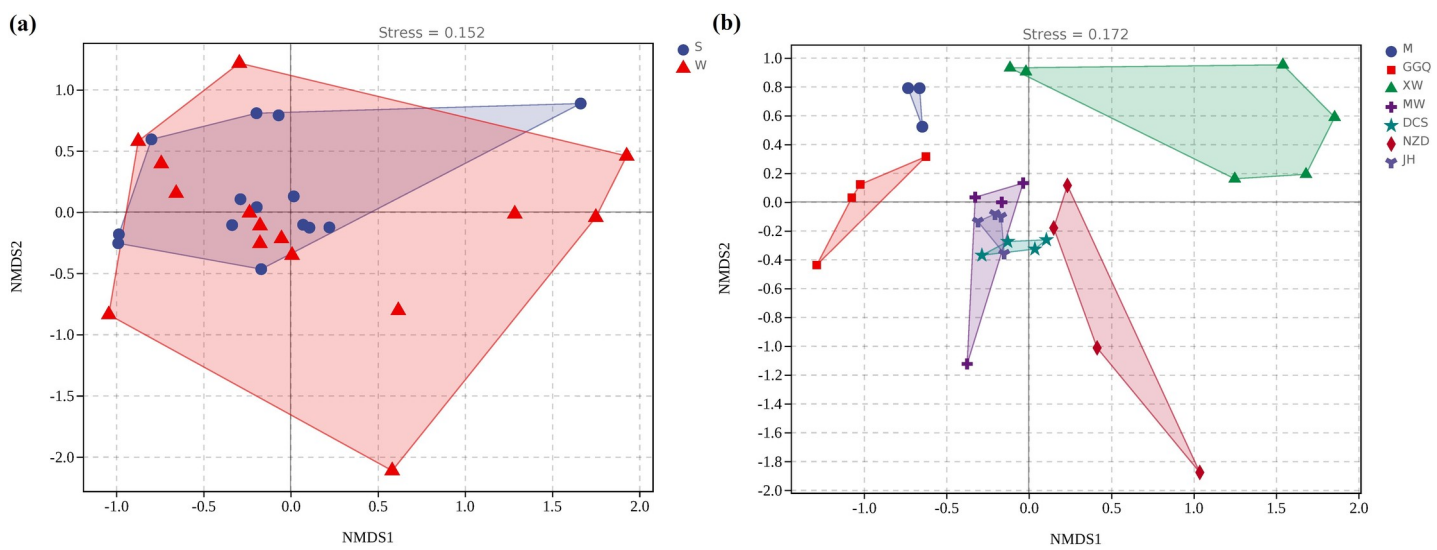 (a)
Stress = 0.152
S
W
1.0
0.5
0.0
-0.5
-1.0
-1.5
-2.0
NMDS2
-1.0
-0.5
0.0
0.5
1.0
1.5
2.0
NMDS1
(b)
Stress = 0.172
M
GGQ
XW
MW
DCS
NZD
JH
1.0
0.8
0.6
0.4
0.2
0.0
-0.2
-0.4
-0.6
-0.8
-1.0
-1.2
-1.4
-1.6
-1.8
-2.0
NMDS2
-1.0
-0.5
0.0
0.5
1.0
1.5
2.0
NMDS1